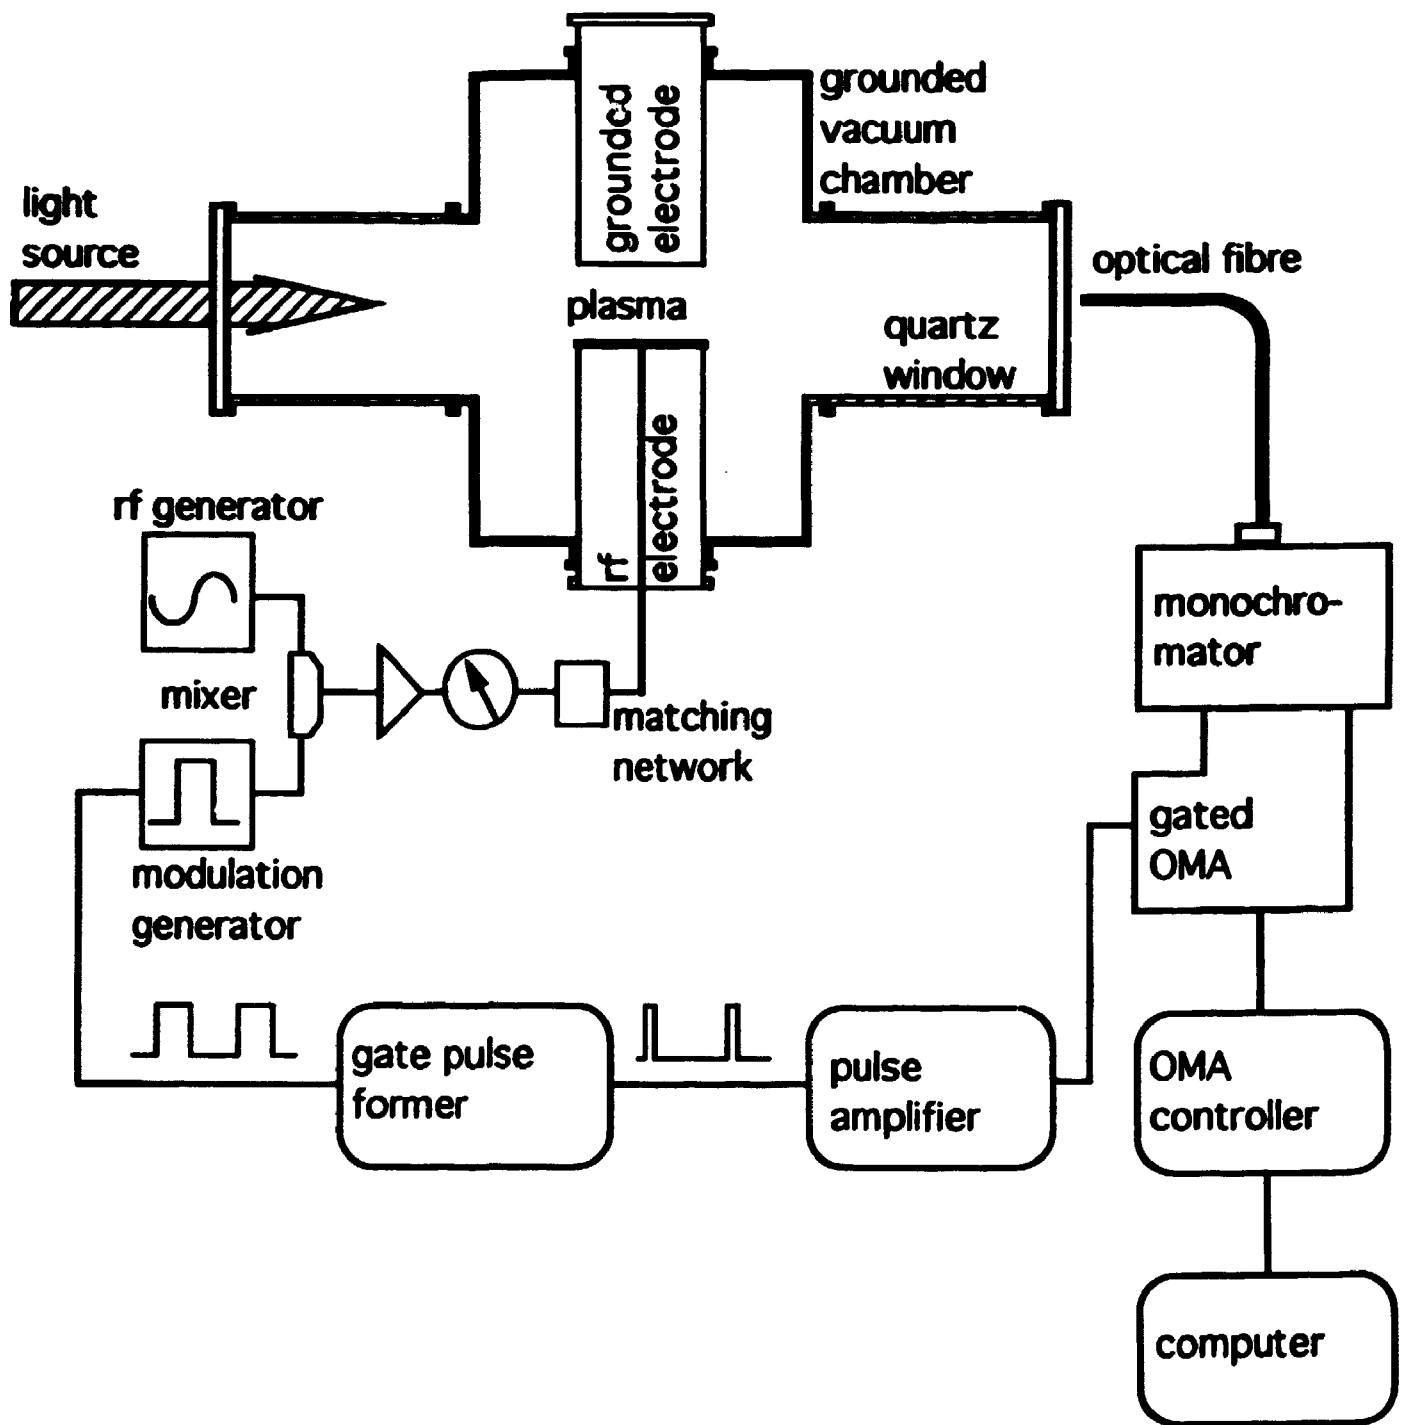 grounded
electrode
grounded
vacuum
chamber
light
source
optical fibre
plasma
quartz
window
rf
electrode
rf generator
monochro-
mator
mixer
matching
network
gated
OMA
modulation
generator
gate pulse
former
pulse
amplifier
OMA
controller
computer